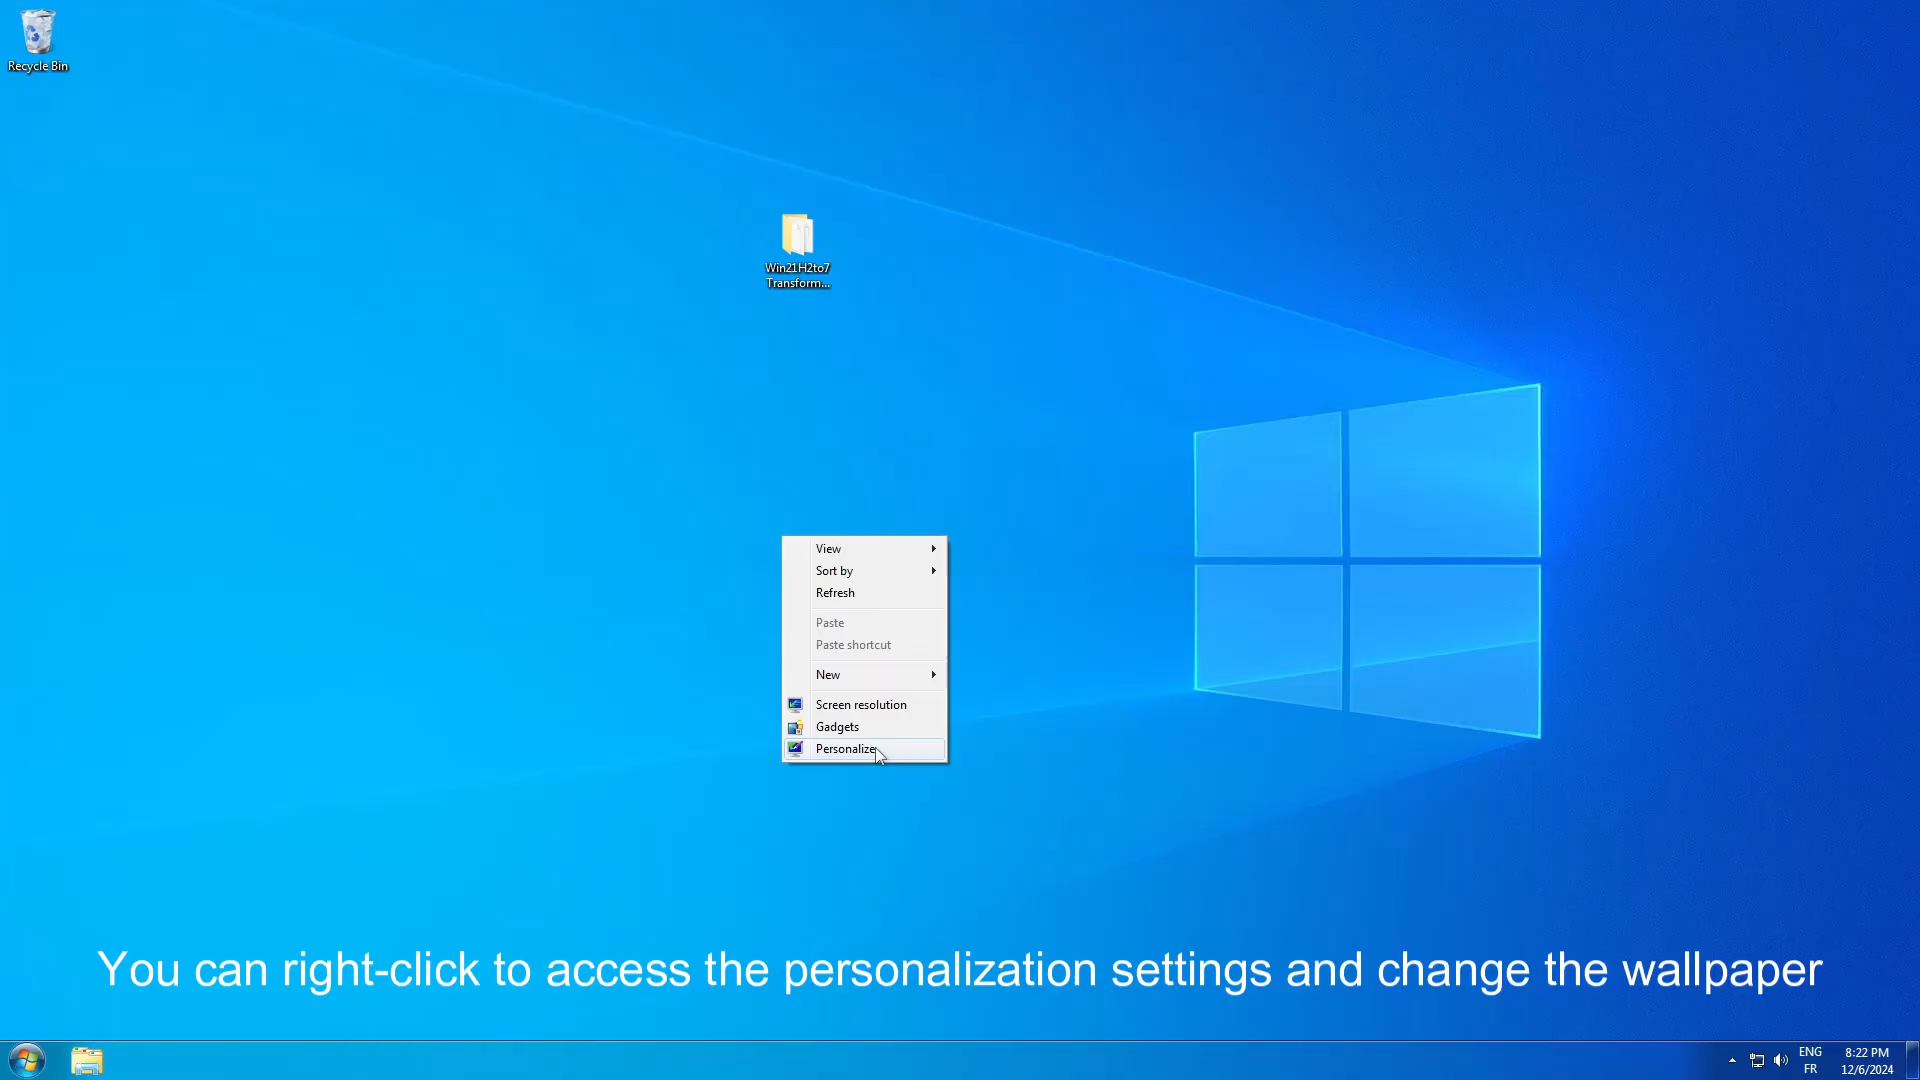 Recycle Bin
Win21H2to7
Transform...
View
Sort by
Refresh
Paste
Paste shortcut
New
Screen resolution
Gadgets
Personalize
You can right-click to access the personalization settings and change the wallpaper
ENG
FR
8:22 PM
12/6/2024